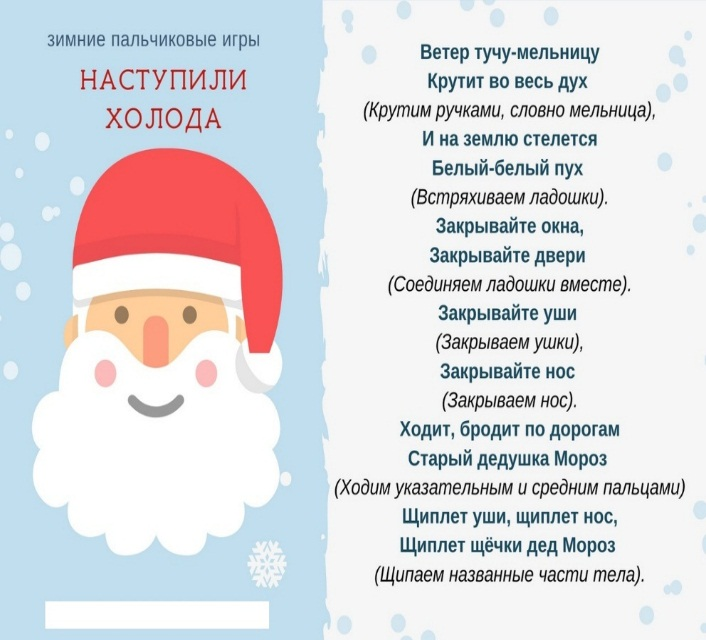 зимние пальчиковые игры
НАСТУПИЛИ
ХОЛОДА
Ветер тучу-мельницу
Крутит во весь дух
(Крутим ручками, словно мельница),
И на землю стелется
Белый-белый пух
(Встряхиваем ладошки).
Закрывайте окна,
Закрывайте двери
(Соединяем ладошки вместе).
Закрывайте уши
(Закрываем ушки),
Закрывайте нос
(Закрываем нос).
Ходит, бродит по дорогам
Старый дедушка Мороз
(Ходим указательным и средним пальцами)
Щиплет уши, щиплет нос,
Щиплет щёчки дед Мороз
(Щипаем названные части тела).